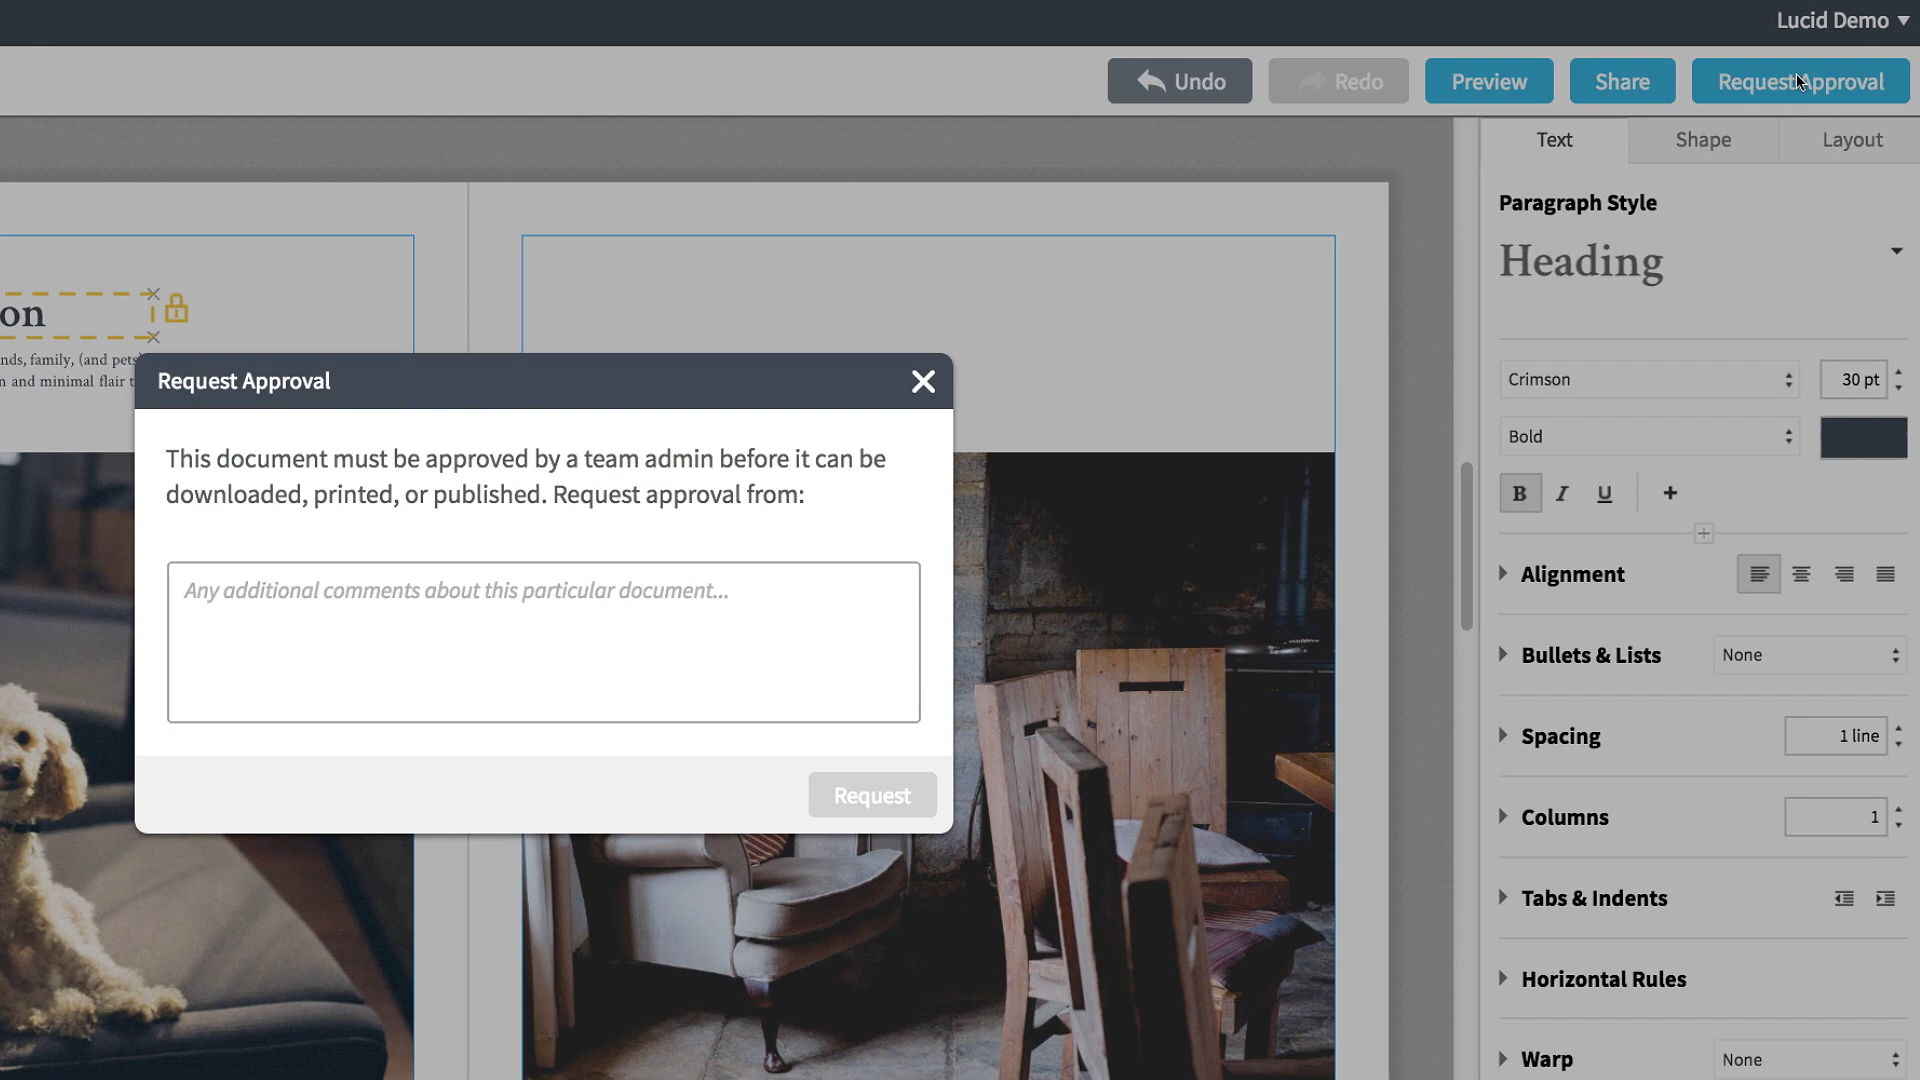 Lucid Demo
Undo
Redo
Preview
Share
Request Approval
Text
Shape
Layout
Paragraph Style
Heading
on
nds, family, (and pets
n and minimal flair t
Request Approval
This document must be approved by a team admin before it can be
downloaded, printed, or published. Request approval from:
Any additional comments about this particular document...
Request
Crimson
30 pt
Bold
B I U +
Alignment
Bullets & Lists
None
Spacing
1 line
Columns
1
Tabs & Indents
Horizontal Rules
Warp
None